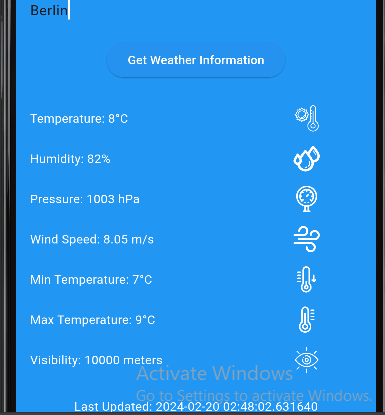 Berlin
Get Weather Information
Temperature: 8°C
Humidity: 82%
Pressure: 1003 hPa
Wind Speed: 8.05 m/s
Min Temperature: 7°C
Max Temperature: 9°C
Visibility: 10000 meters
Activate Windows
Go to Settings to activate Windows.
Last Updated: 2024-02-20 02:48:02.631640